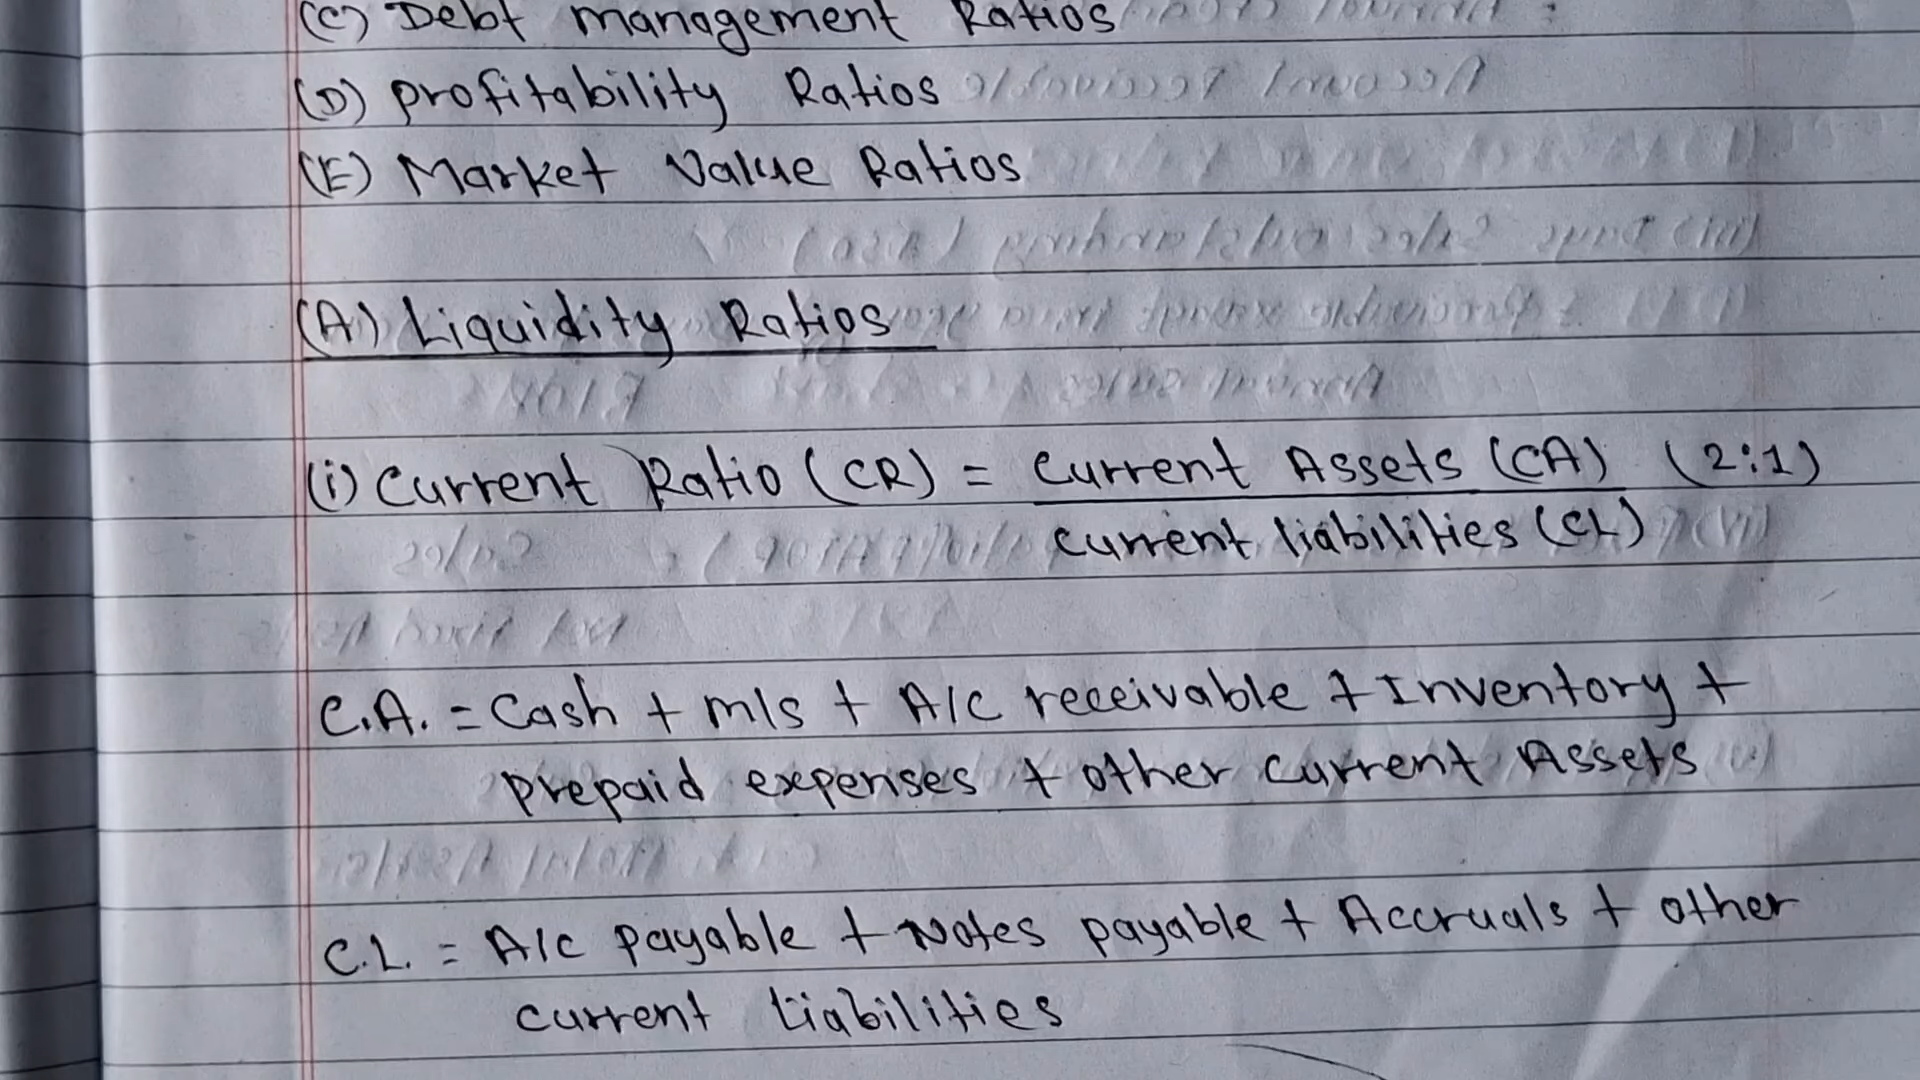 (C) Debt management Ratios
(D) profitability Ratios
(E) Market Value Ratios
(A) Liquidity Ratios
(i) Current Ratio (CR) = Current Assets (CA) (2:1)
Current liabilities (CL)
C.A. = Cash + m/s + A/C receivable + Inventory +
prepaid expenses + other current Assets
C.L. = A/C payable + Notes payable + Accruals + other
current liabilities